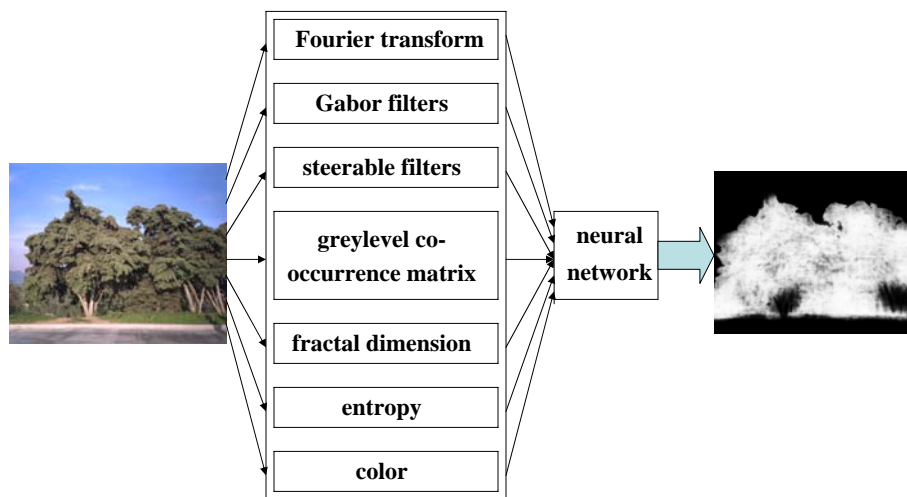 Fourier transform
Gabor filters
steerable filters
greylevel co-
occurrence matrix
neural
network
fractal dimension
entropy
color